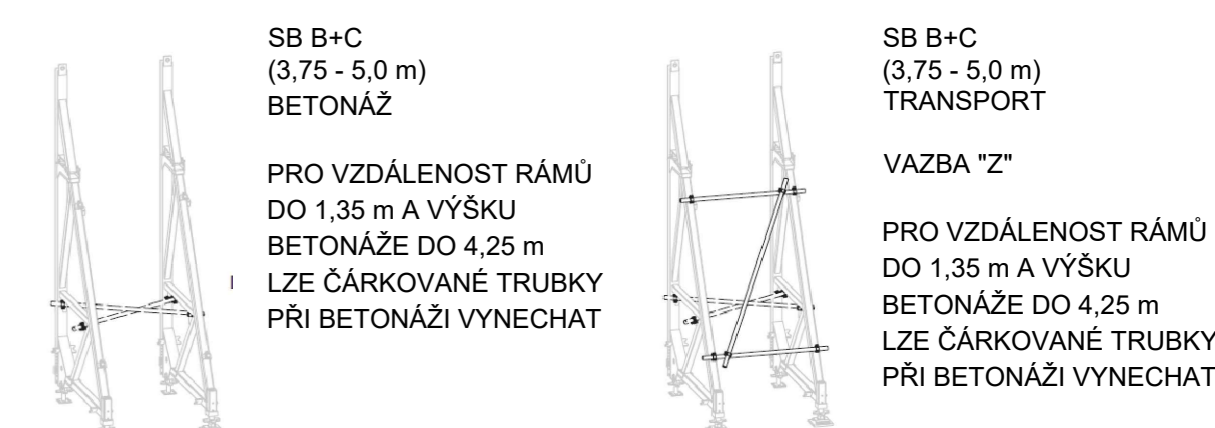 SB B+C
(3,75 - 5,0 m)
BETONÁŽ
PRO VZDÁLENOST RÁMŮ
DO 1,35 m A VÝŠKU
BETONÁŽE DO 4,25 m
LZE ČÁRKOVANÉ TRUBKY
PŘI BETONÁŽI VYNECHAT
SB B+C
(3,75 - 5,0 m)
TRANSPORT
VAZBA "Z"
PRO VZDÁLENOST RÁMŮ
DO 1,35 m A VÝŠKU
BETONÁŽE DO 4,25 m
LZE ČÁRKOVANÉ TRUBKY
PŘI BETONÁŽI VYNECHAT